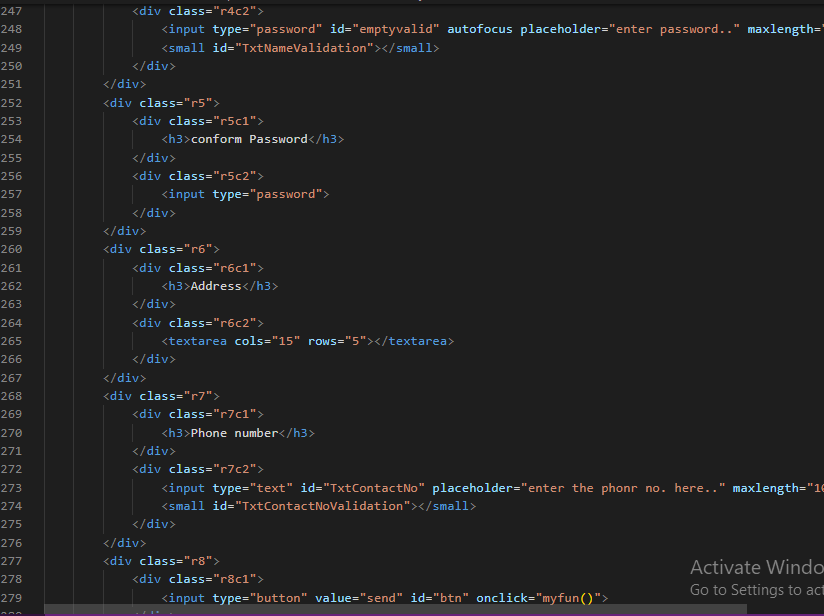 247 <div class="r4c2">
248 <input type="password" id="emptyvalid" autofocus placeholder="enter password.." maxlength="
249 <small id="TxtNameValidation"></small>
250 </div>
251 </div>
252 <div class="r5">
253 <div class="r5c1">
254 <h3>conform Password</h3>
255 </div>
256 <div class="r5c2">
257 <input type="password">
258 </div>
259 </div>
260 <div class="r6">
261 <div class="r6c1">
262 <h3>Address</h3>
263 </div>
264 <div class="r6c2">
265 <textarea cols="15" rows="5"></textarea>
266 </div>
267 </div>
268 <div class="r7">
269 <div class="r7c1">
270 <h3>Phone number</h3>
271 </div>
272 <div class="r7c2">
273 <input type="text" id="TxtContactNo" placeholder="enter the phonr no. here.." maxlength="10
274 <small id="TxtContactNoValidation"></small>
275 </div>
276 </div>
277 <div class="r8">
278 <div class="r8c1">
279 <input type="button" value="send" id="btn" onclick="myfun()">
Activate Windo
Go to Settings to act